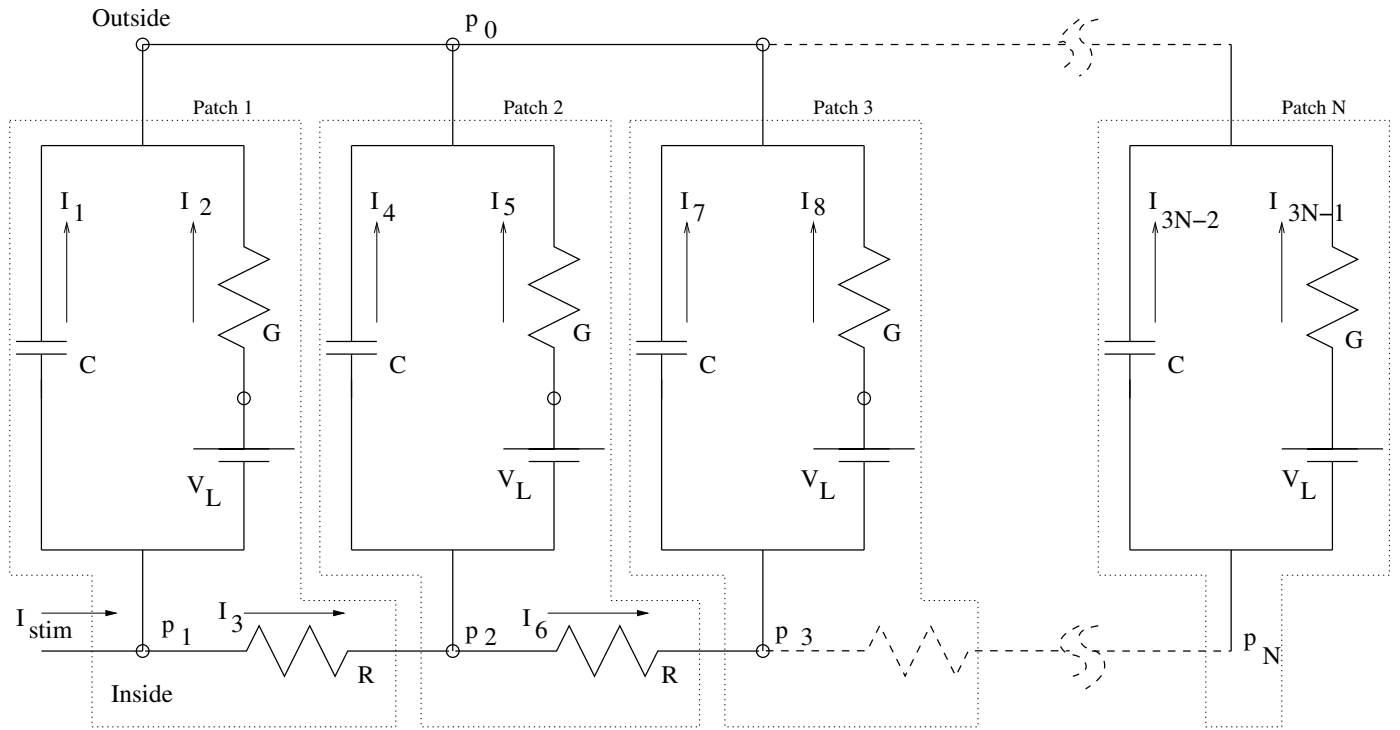 Outside
p 0
Patch 1
Patch 2
Patch 3
Patch N
I 1
I 2
I 4
I 5
I 7
I 8
I 3N−2
I 3N−1
G
G
G
G
C
C
C
C
V L
V L
V L
V L
I stim
p 1
I 3
p 2
I 6
p 3
p N
R
R
Inside